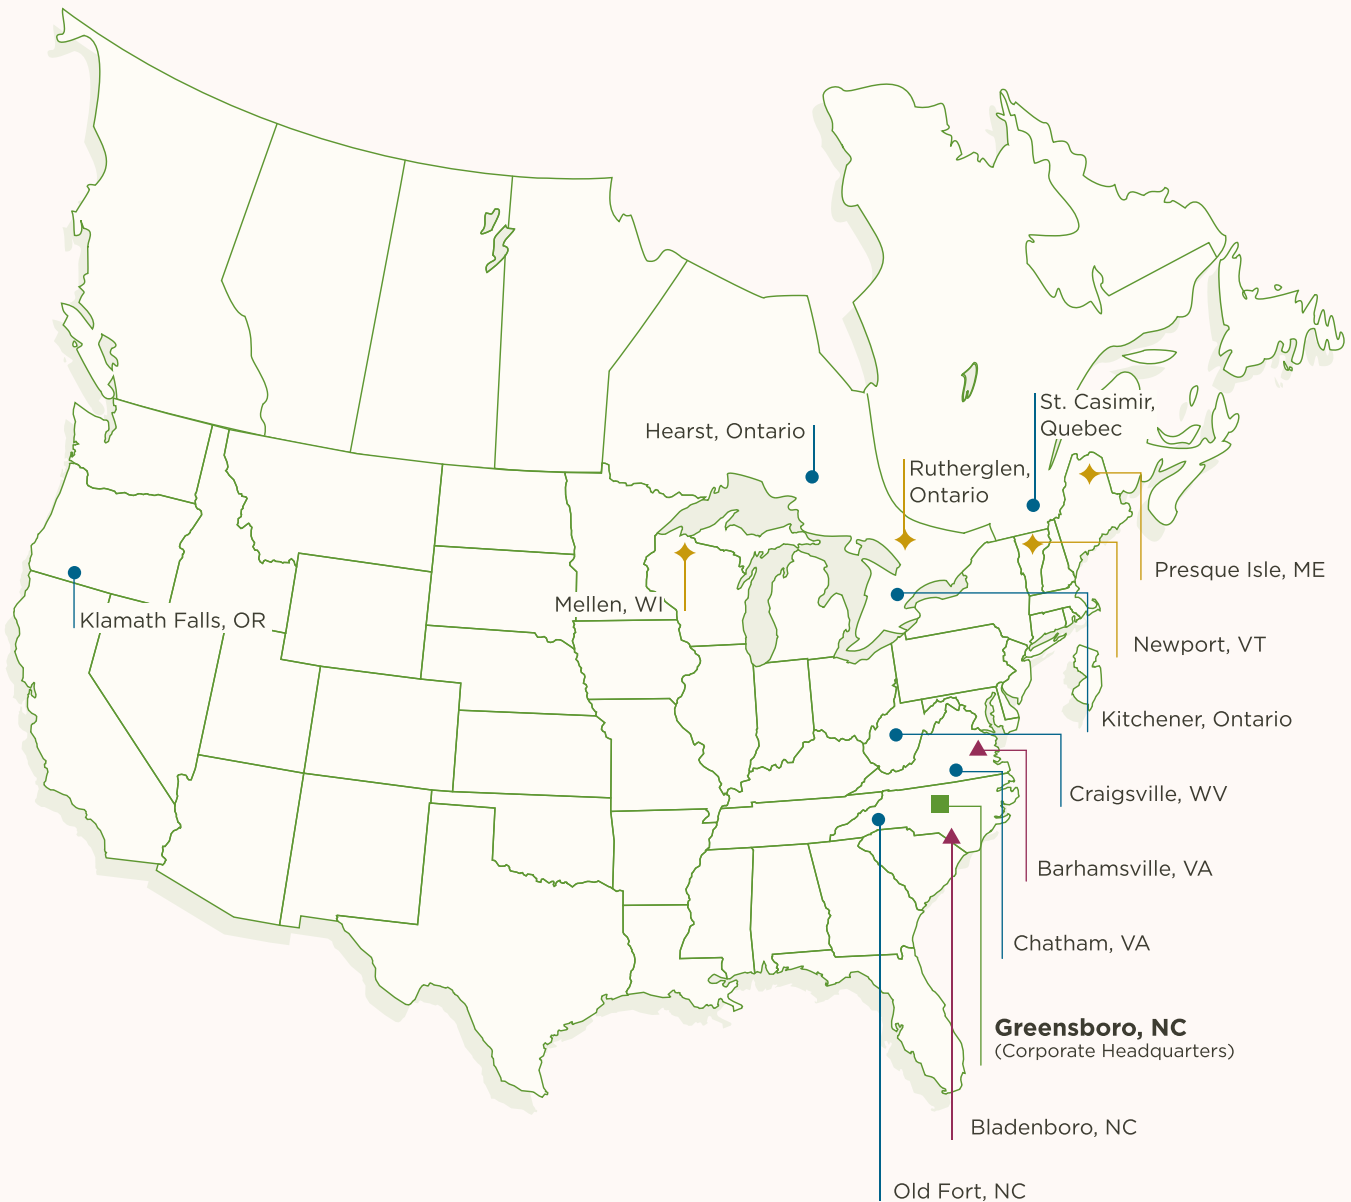 St. Casimir,
Quebec
Hearst, Ontario
Rutherglen,
Ontario
Presque Isle, ME
Mellen, WI
Klamath Falls, OR
Newport, VT
Kitchener, Ontario
Craigsville, WV
Barhamsville, VA
Chatham, VA
Greensboro, NC
(Corporate Headquarters)
Bladenboro, NC
Old Fort, NC